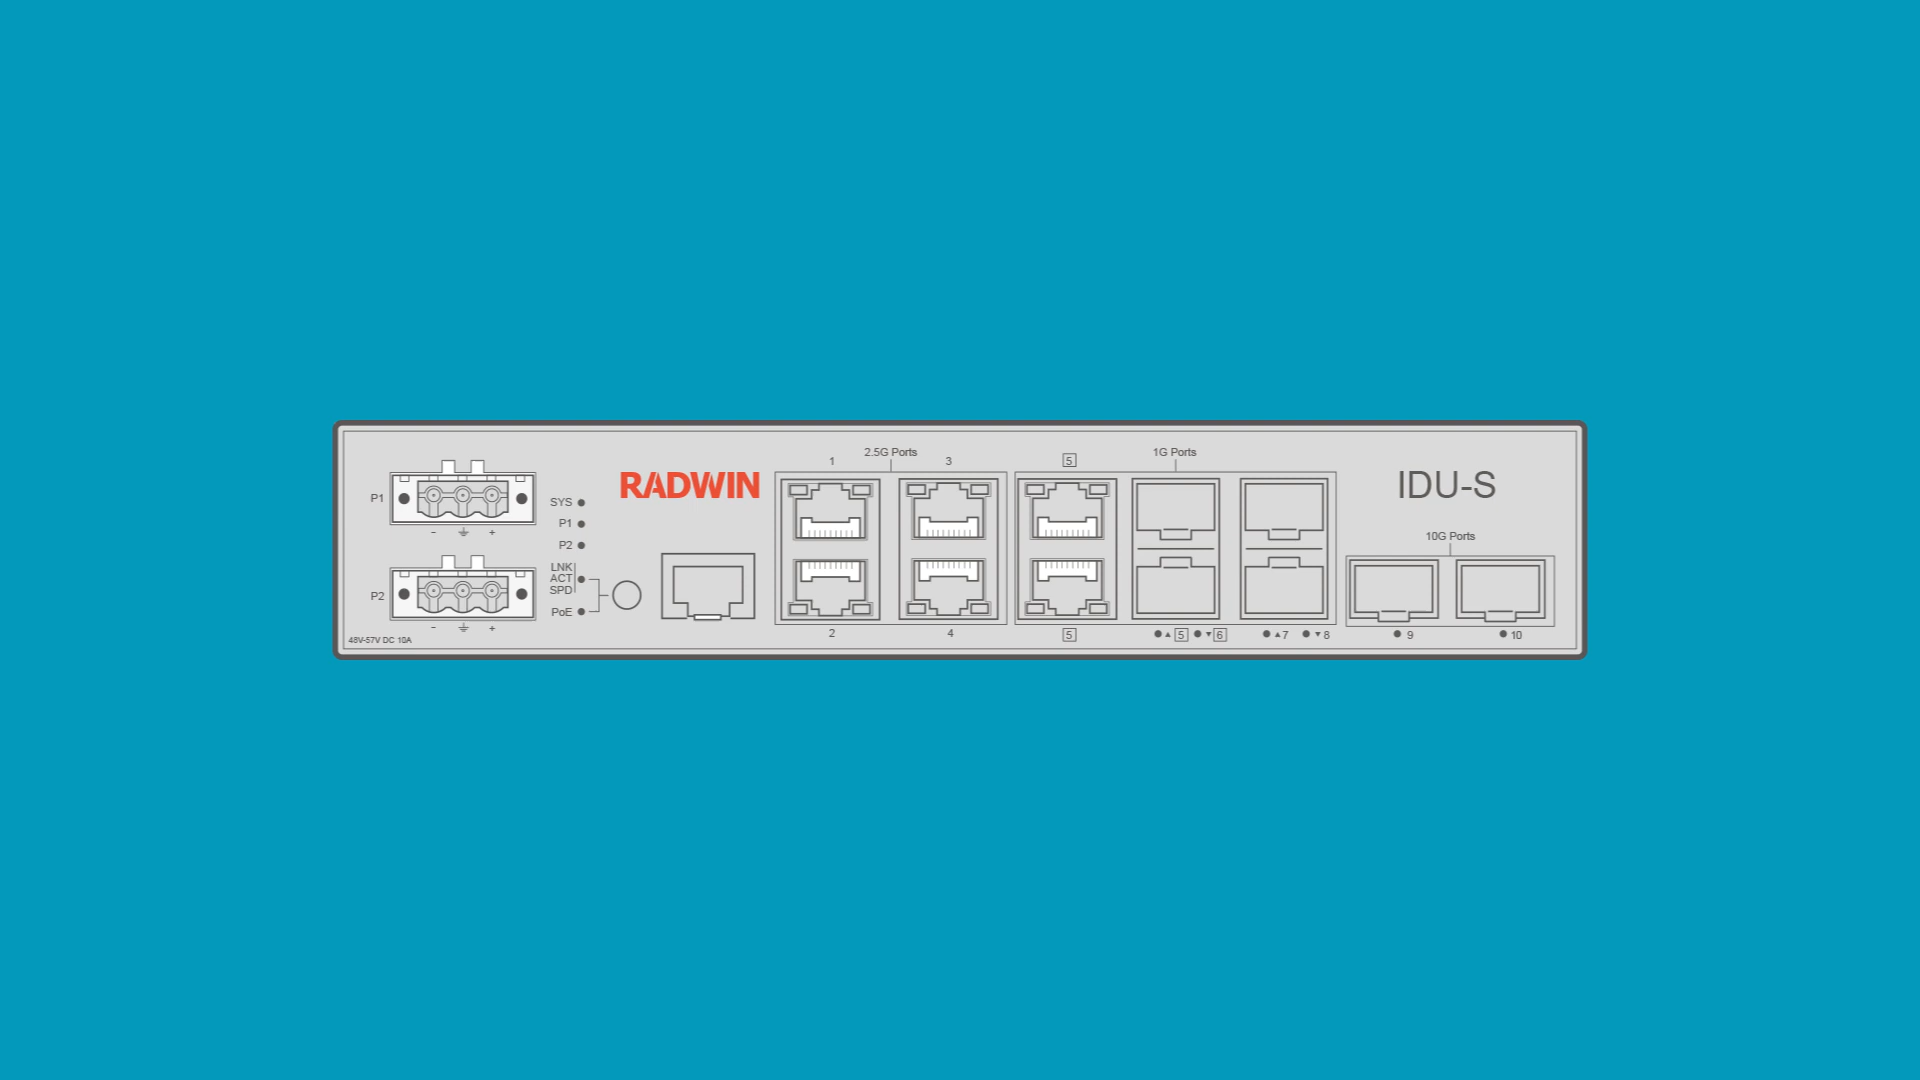 P1
– +
P2
– +
48V-57V DC 10A
SYS
P1
P2
LNK
ACT
SPD
PoE
RADWIN
2.5G Ports
1 3
2 4
1G Ports
5
5
5 6 7 8
IDU-S
10G Ports
9 10